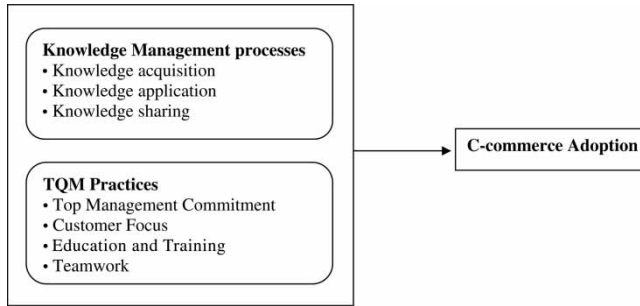 Knowledge Management processes
• Knowledge acquisition
• Knowledge application
• Knowledge sharing
TQM Practices
• Top Management Commitment
• Customer Focus
• Education and Training
• Teamwork
C-commerce Adoption